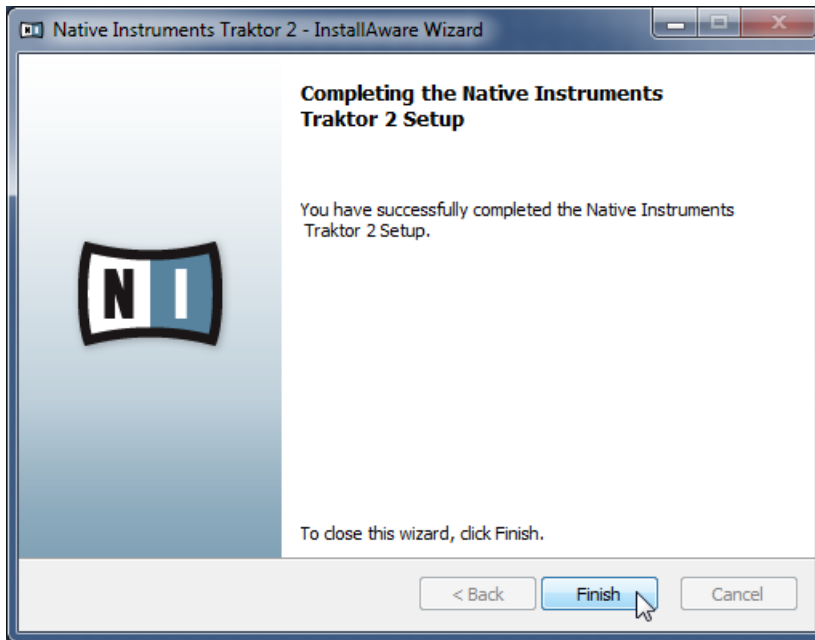 Native Instruments Traktor 2 - InstallAware Wizard
Completing the Native Instruments
Traktor 2 Setup
You have successfully completed the Native Instruments
Traktor 2 Setup.
NI
To close this wizard, click Finish.
< Back Finish Cancel